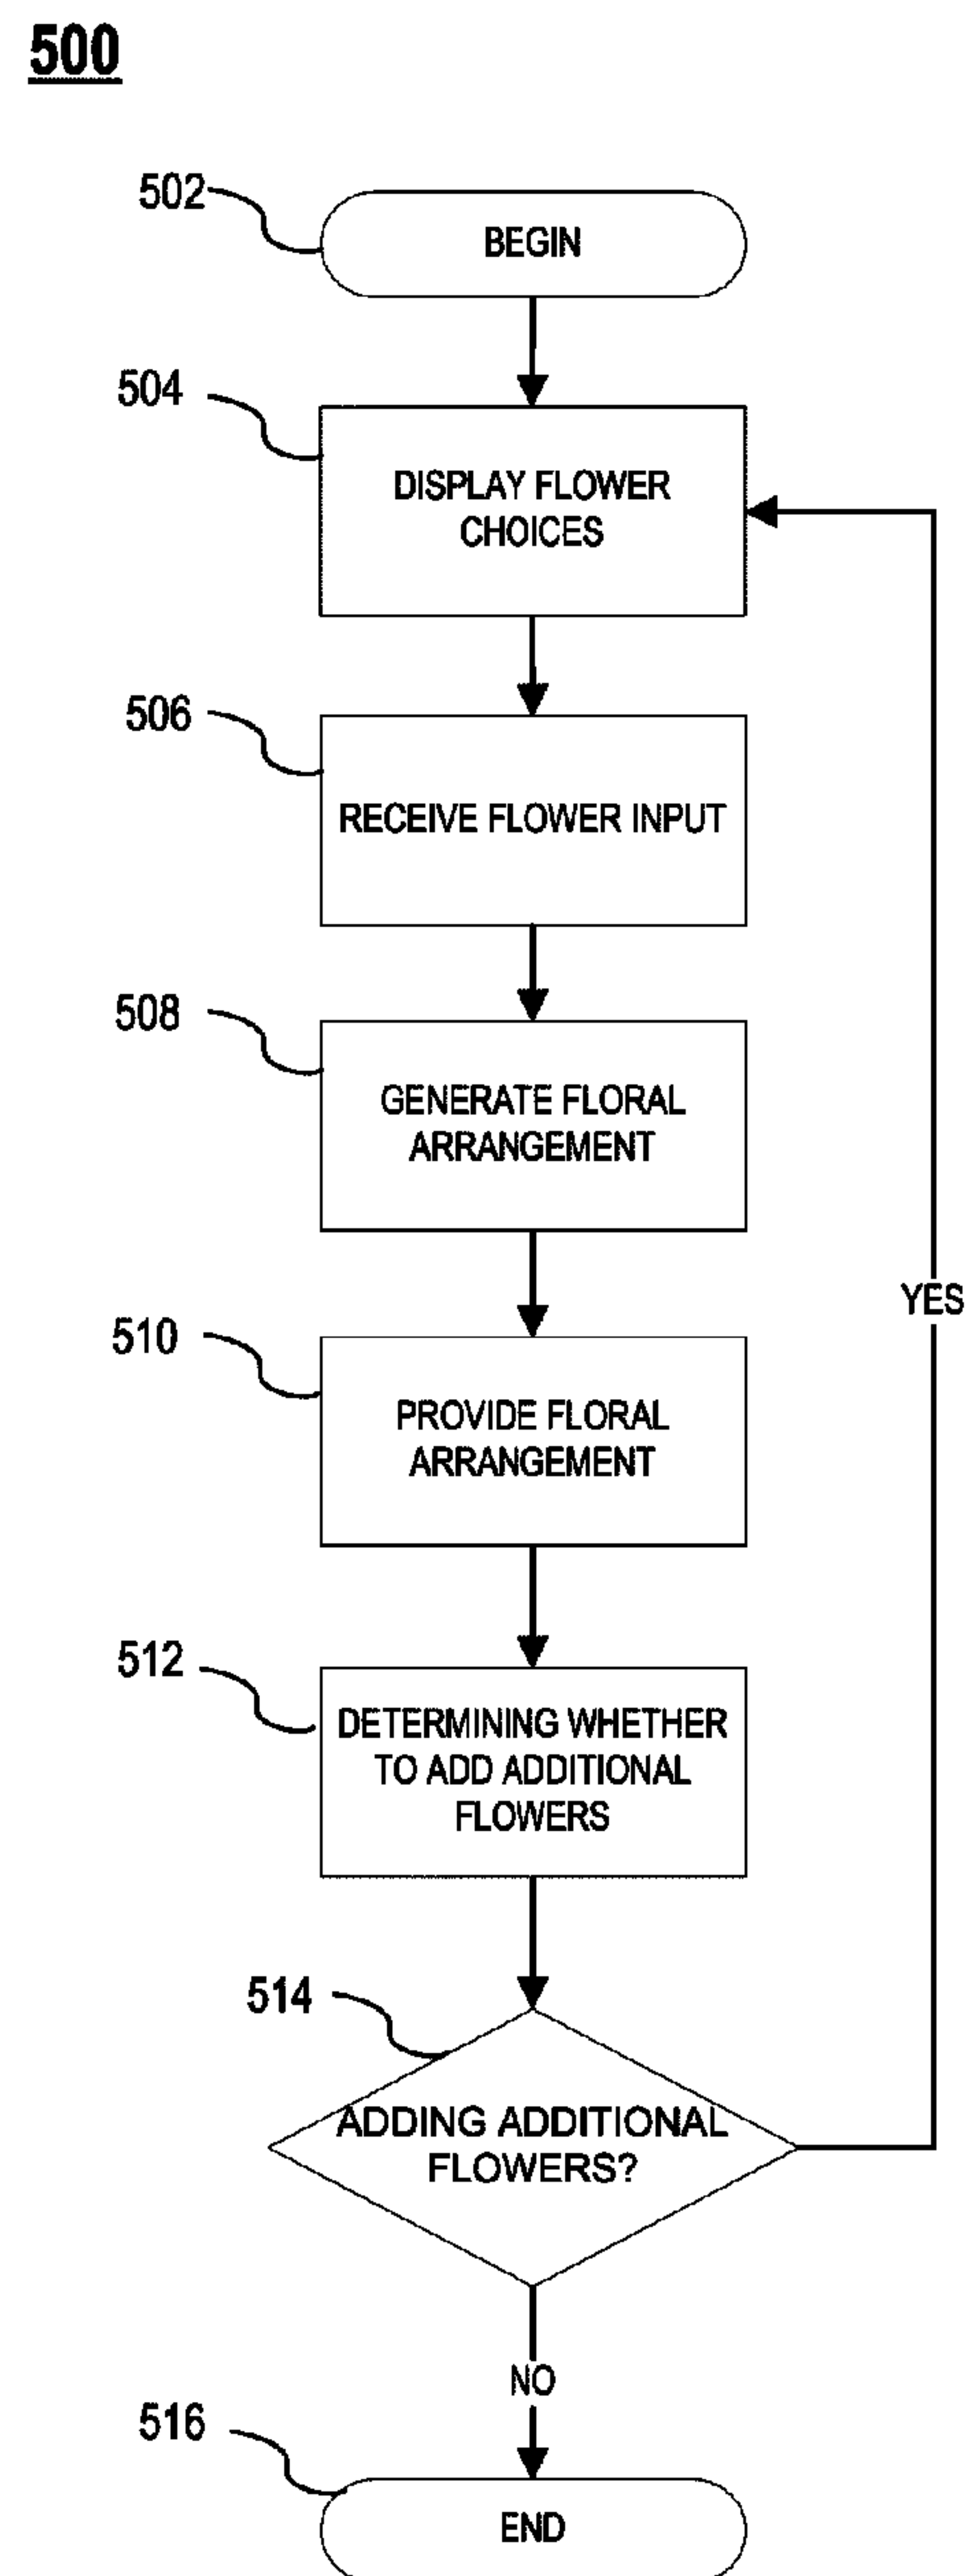 500
502
BEGIN
504
DISPLAY FLOWER
CHOICES
506
RECEIVE FLOWER INPUT
508
GENERATE FLORAL
ARRANGEMENT
YES
510
PROVIDE FLORAL
ARRANGEMENT
512
DETERMINING WHETHER
TO ADD ADDITIONAL
FLOWERS
514
ADDING ADDITIONAL
FLOWERS?
NO
516
END